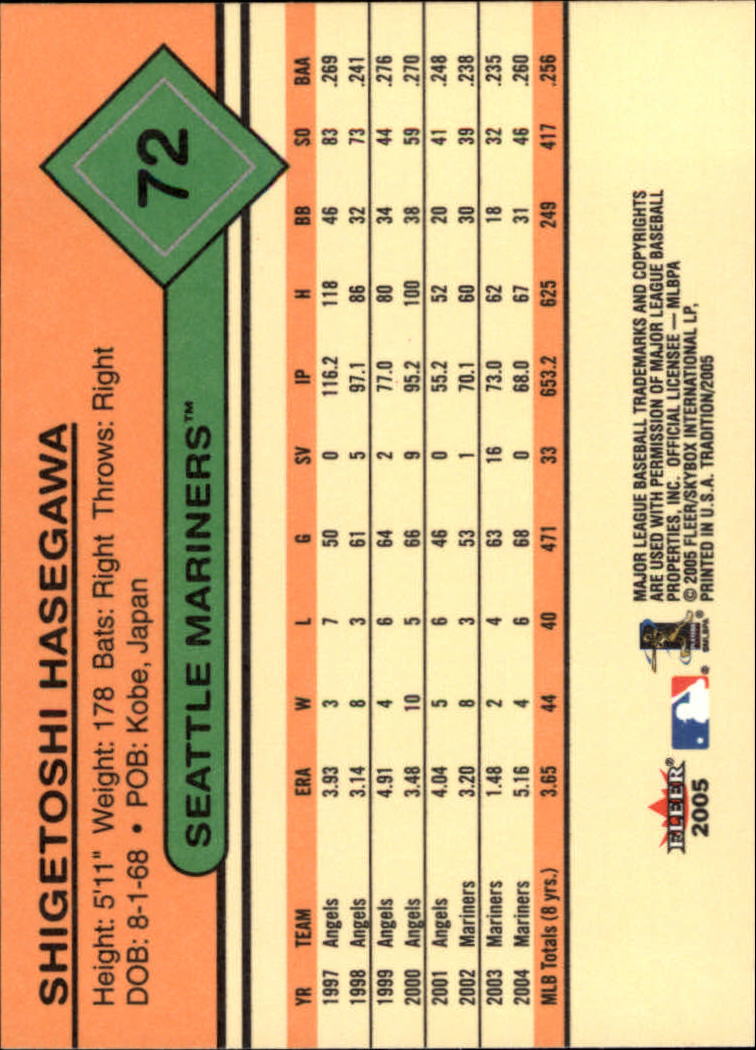 SHIGETOSHI HASEGAWA
Height: 5'11" Weight: 178 Bats: Right Throws: Right
DOB: 8-1-68 • POB: Kobe, Japan
72
SEATTLE MARINERS™
YR TEAM ERA W L G SV IP H BB SO BAA
1997 Angels 3.93 3 7 50 0 116.2 118 46 83 .269
1998 Angels 3.14 8 3 61 5 97.1 86 32 73 .241
1999 Angels 4.91 4 6 64 2 77.0 80 34 44 .276
2000 Angels 3.48 10 5 66 9 95.2 100 38 59 .270
2001 Angels 4.04 5 6 46 0 55.2 52 20 41 .248
2002 Mariners 3.20 8 3 53 1 70.1 60 30 39 .238
2003 Mariners 1.48 2 4 63 16 73.0 62 18 32 .235
2004 Mariners 5.16 4 6 68 0 68.0 67 31 46 .260
MLB Totals (8 yrs.) 3.65 44 40 471 33 653.2 625 249 417 .256
FLEER®
2005
®
®MLBPA
MAJOR LEAGUE BASEBALL TRADEMARKS AND COPYRIGHTS
ARE USED WITH PERMISSION OF MAJOR LEAGUE BASEBALL
PROPERTIES, INC. OFFICIAL LICENSEE — MLBPA
© 2005 FLEER/SKYBOX INTERNATIONAL LP,
PRINTED IN U.S.A. TRADITION/2005